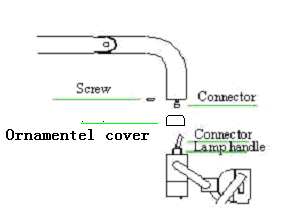 Screw
Connector
Ornamentel cover
Connector
Lamp handle